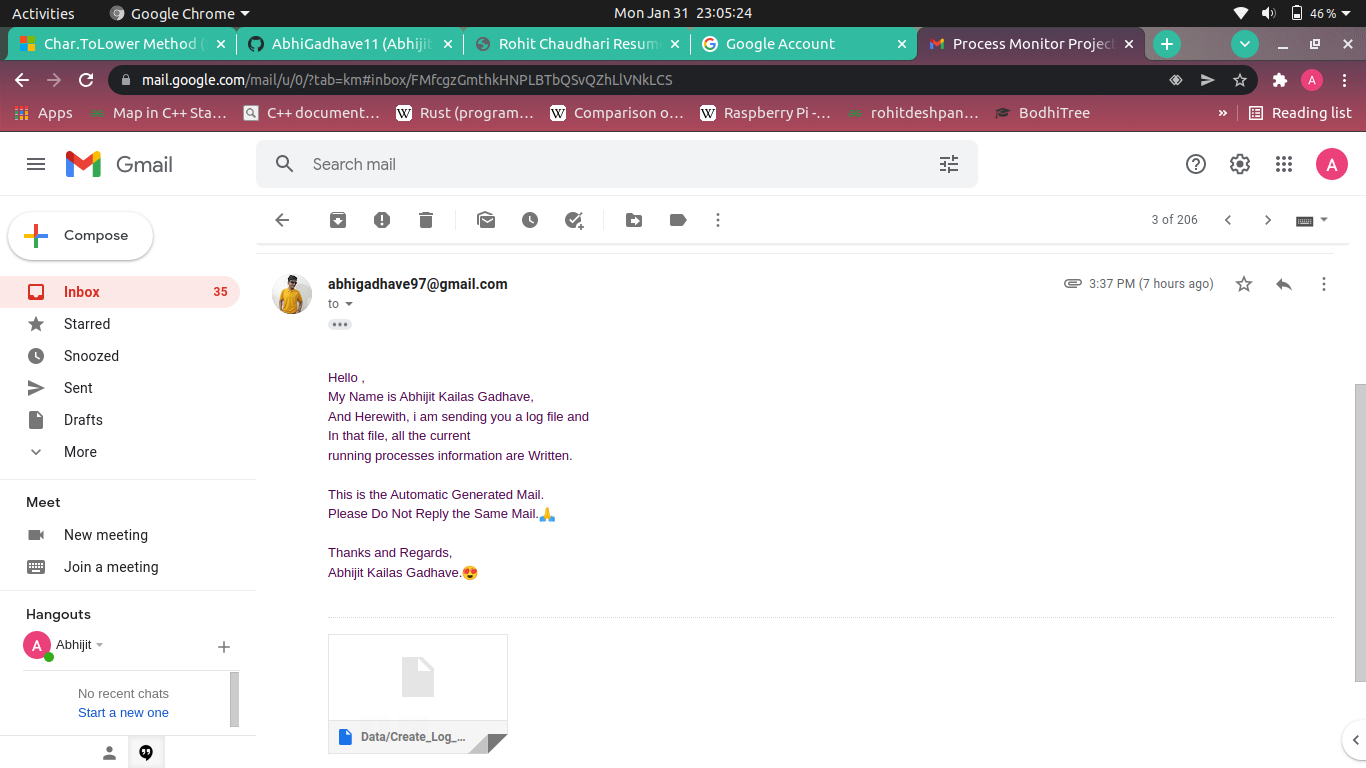 Activities
Google Chrome
Mon Jan 31 23:05:24
46 %
Char.ToLower Method (
AbhiGadhave11 (Abhijit
Rohit Chaudhari Resume
Google Account
Process Monitor Project
mail.google.com/mail/u/0/?tab=km#inbox/FMfcgzGmthkHNPLBTbQSvQZhLlVNkLCS
A
Apps
Map in C++ Sta…
C++ document…
W
Rust (program…
W
Comparison o…
W
Raspberry Pi -…
rohitdeshpan…
BodhiTree
»
Reading list
Gmail
Search mail
A
Compose
3 of 206
Inbox
35
Starred
Snoozed
Sent
Drafts
More
abhigadhave97@gmail.com
3:37 PM (7 hours ago)
to
Hello ,
My Name is Abhijit Kailas Gadhave,
And Herewith, i am sending you a log file and
In that file, all the current
running processes information are Written.
This is the Automatic Generated Mail.
Please Do Not Reply the Same Mail.🙏
Thanks and Regards,
Abhijit Kailas Gadhave.😍
Meet
New meeting
Join a meeting
Hangouts
A
Abhijit
No recent chats
Start a new one
Data/Create_Log_…